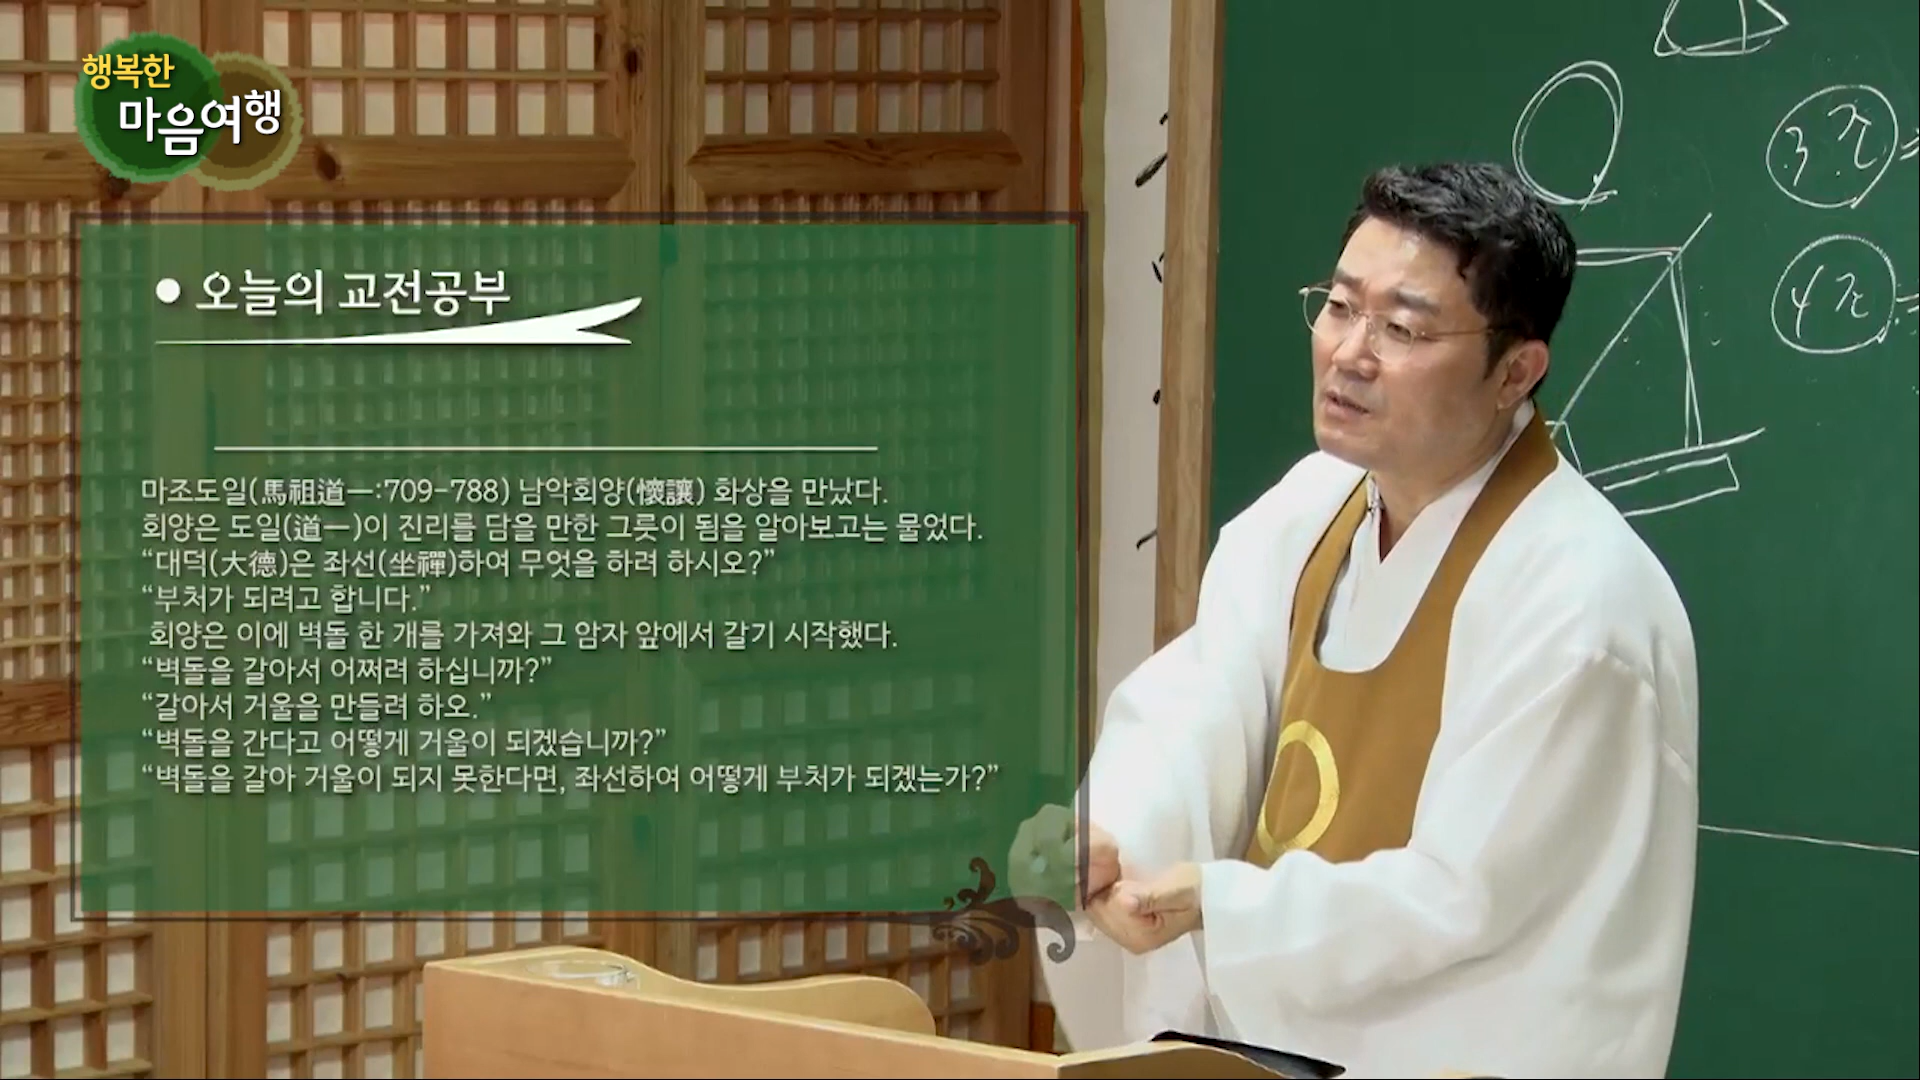 행복한
마음여행
● 오늘의 교전공부
마조도일(馬祖道一:709-788) 남악회양(懷讓) 화상을 만났다.
회양은 도일(道一)이 진리를 담을 만한 그릇이 됨을 알아보고는 물었다.
“대덕(大德)은 좌선(坐禪)하여 무엇을 하려 하시오?”
“부처가 되려고 합니다.”
회양은 이에 벽돌 한 개를 가져와 그 암자 앞에서 갈기 시작했다.
“벽돌을 갈아서 어쩌려 하십니까?”
“갈아서 거울을 만들려 하오.”
“벽돌을 간다고 어떻게 거울이 되겠습니까?”
“벽돌을 갈아 거울이 되지 못한다면, 좌선하여 어떻게 부처가 되겠는가?”
3조=
4조=